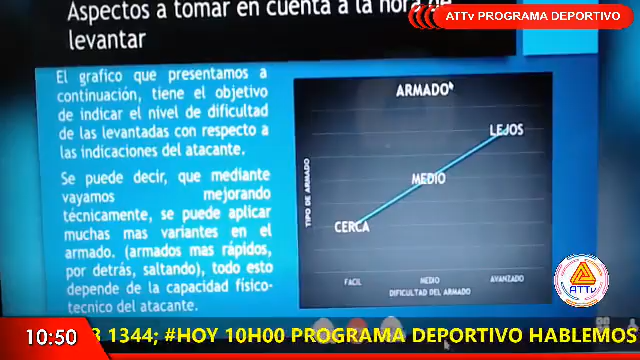 ATTv PROGRAMA DEPORTIVO
Aspectos a tomar en cuenta a la hora de
levantar
El grafico que presentamos a
continuación, tiene el objetivo
de indicar el nivel de dificultad
de las levantadas con respecto a
las indicaciones del atacante.
Se puede decir, que mediante
vayamos mejorando
técnicamente, se puede aplicar
muchas mas variantes en el
armado. (armados mas rápidos,
por detrás, saltando), todo esto
depende de la capacidad físico-
tecnico del atacante.
ARMADO
LEJOS
MEDIO
CERCA
TIPO DE ARMADO
FACIL MEDIO AVANZADO
DIFICULTAD DEL ARMADO
ATTv
10:50
3 1344; #HOY 10H00 PROGRAMA DEPORTIVO HABLEMOS